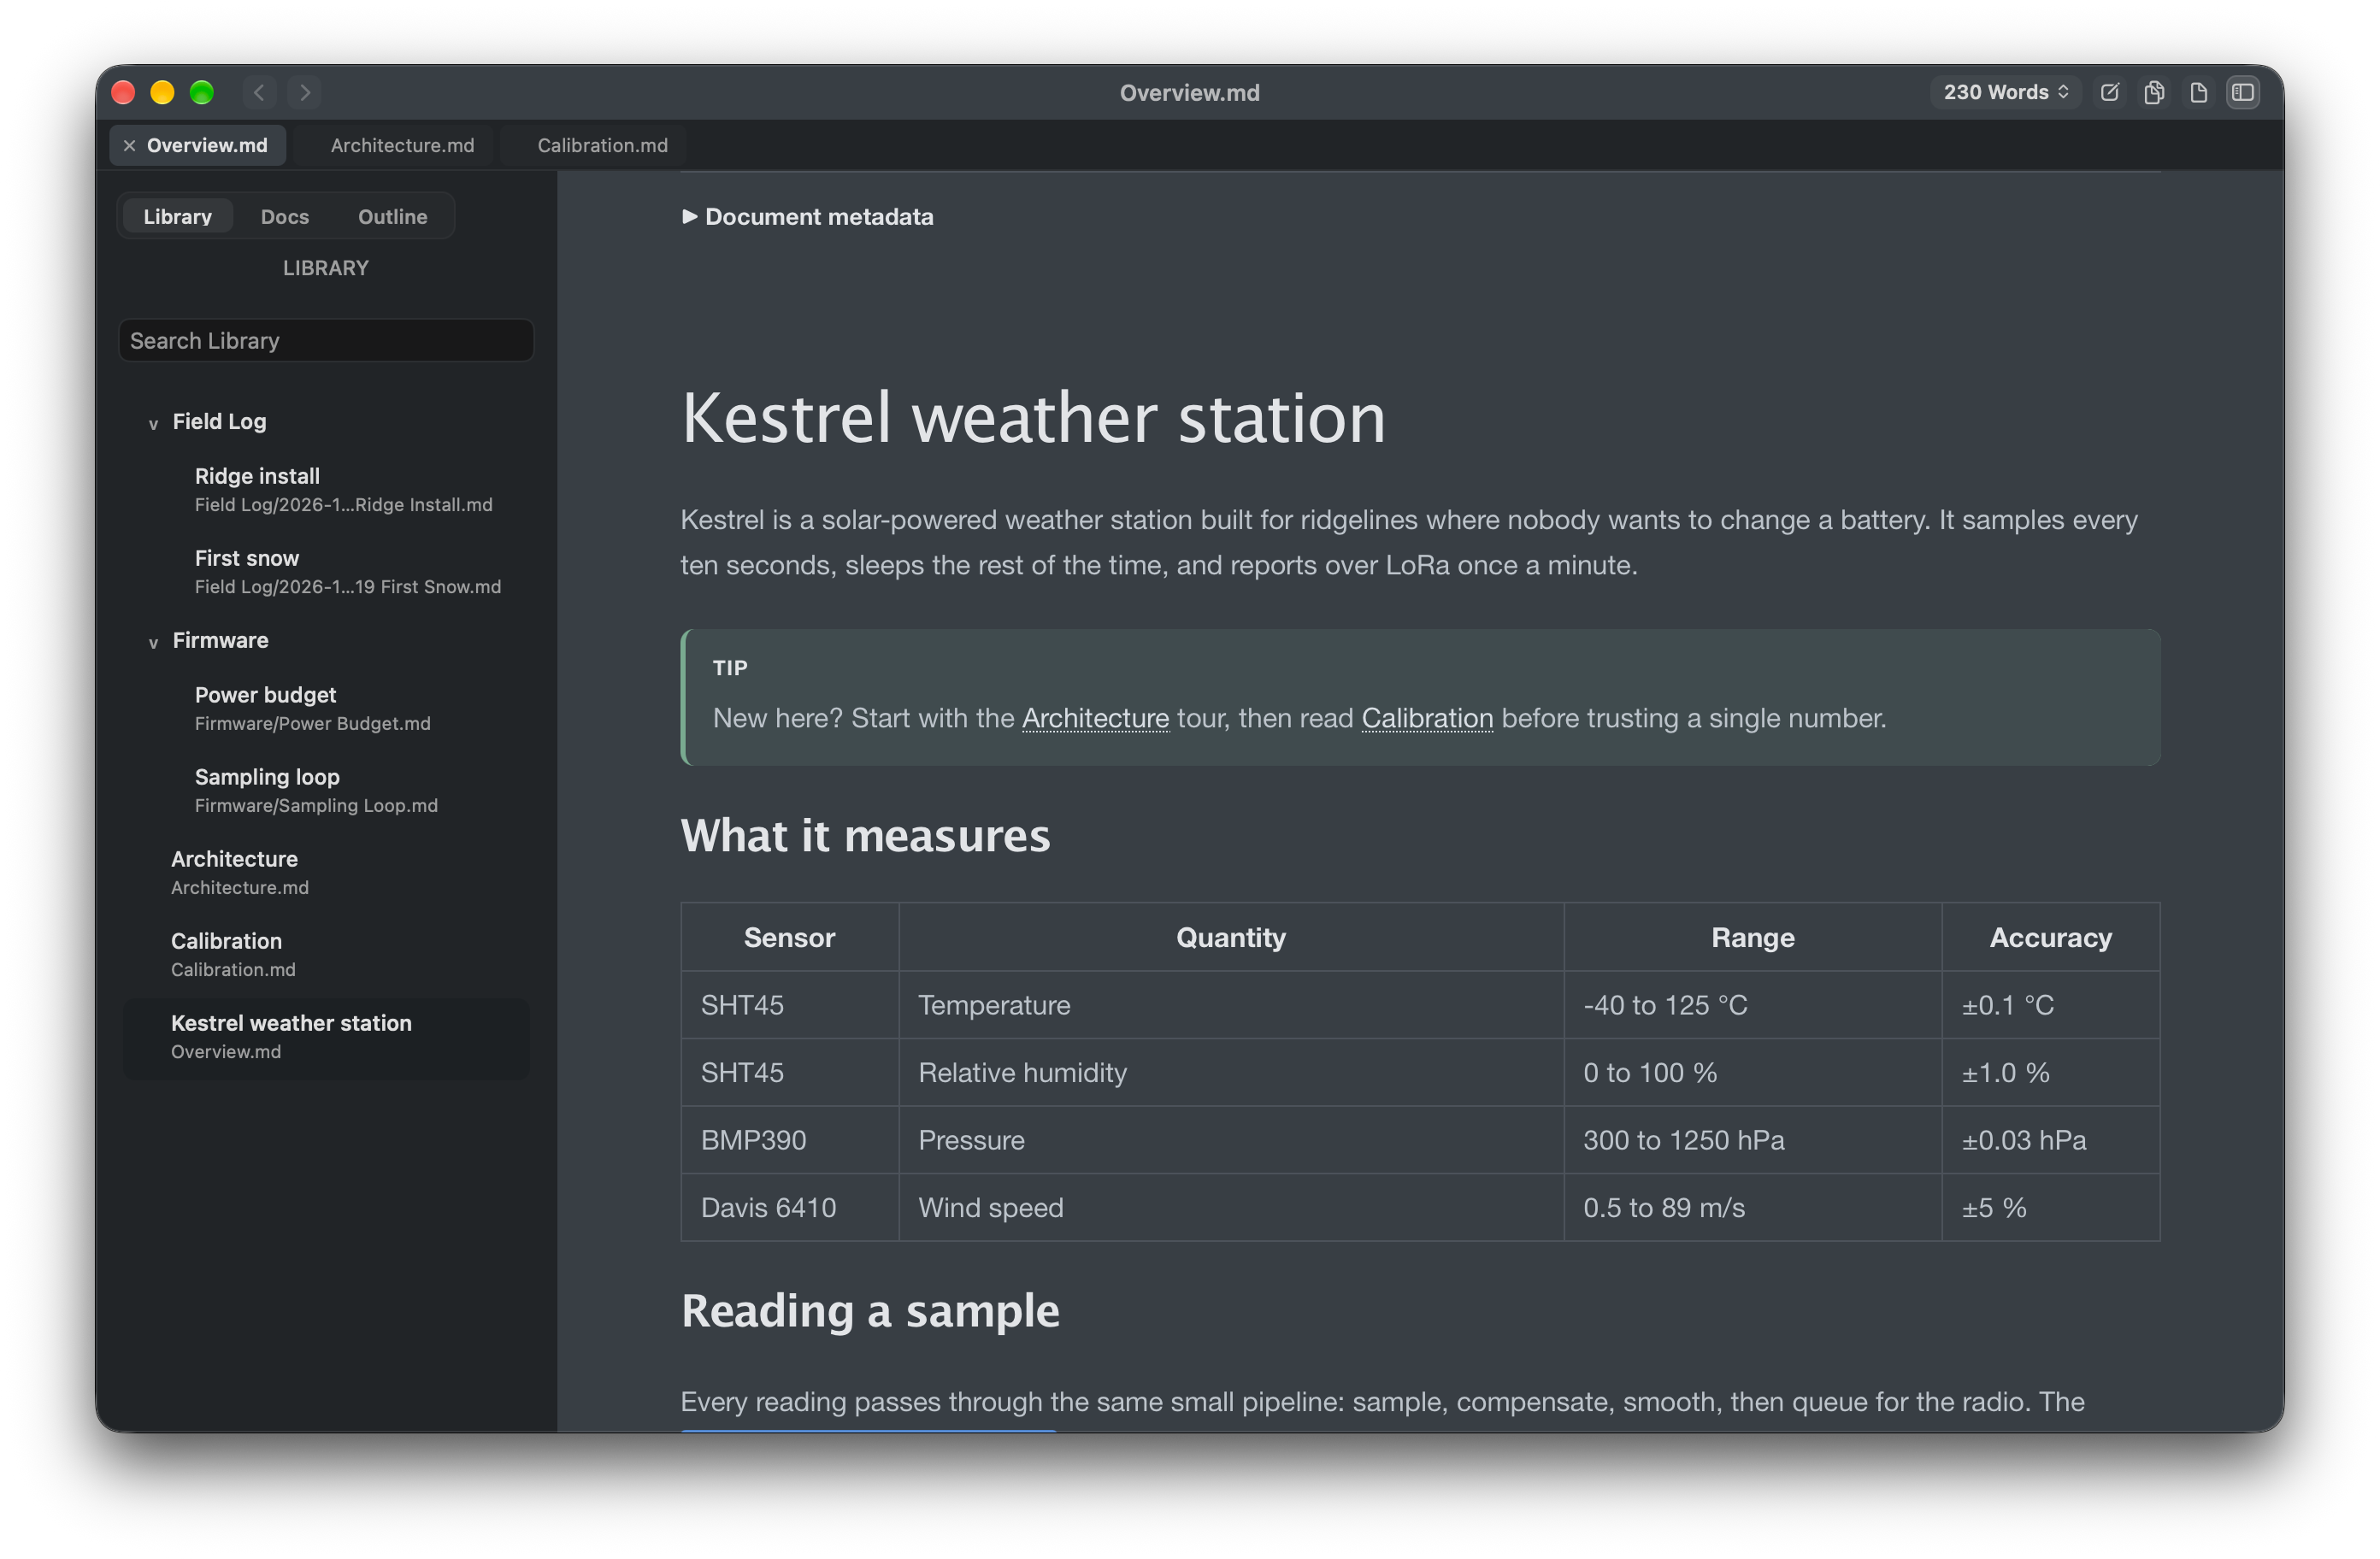 Overview.md
230 Words
Overview.md
Architecture.md
Calibration.md
Library
Docs
Outline
LIBRARY
Search Library
v Field Log
Ridge install
Field Log/2026-1...Ridge Install.md
First snow
Field Log/2026-1...19 First Snow.md
v Firmware
Power budget
Firmware/Power Budget.md
Sampling loop
Firmware/Sampling Loop.md
Architecture
Architecture.md
Calibration
Calibration.md
Kestrel weather station
Overview.md
Document metadata
Kestrel weather station
Kestrel is a solar-powered weather station built for ridgelines where nobody wants to change a battery. It samples every
ten seconds, sleeps the rest of the time, and reports over LoRa once a minute.
TIP
New here? Start with the Architecture tour, then read Calibration before trusting a single number.
What it measures
Sensor Quantity Range Accuracy
SHT45 Temperature -40 to 125 °C ±0.1 °C
SHT45 Relative humidity 0 to 100 % ±1.0 %
BMP390 Pressure 300 to 1250 hPa ±0.03 hPa
Davis 6410 Wind speed 0.5 to 89 m/s ±5 %
Reading a sample
Every reading passes through the same small pipeline: sample, compensate, smooth, then queue for the radio. The